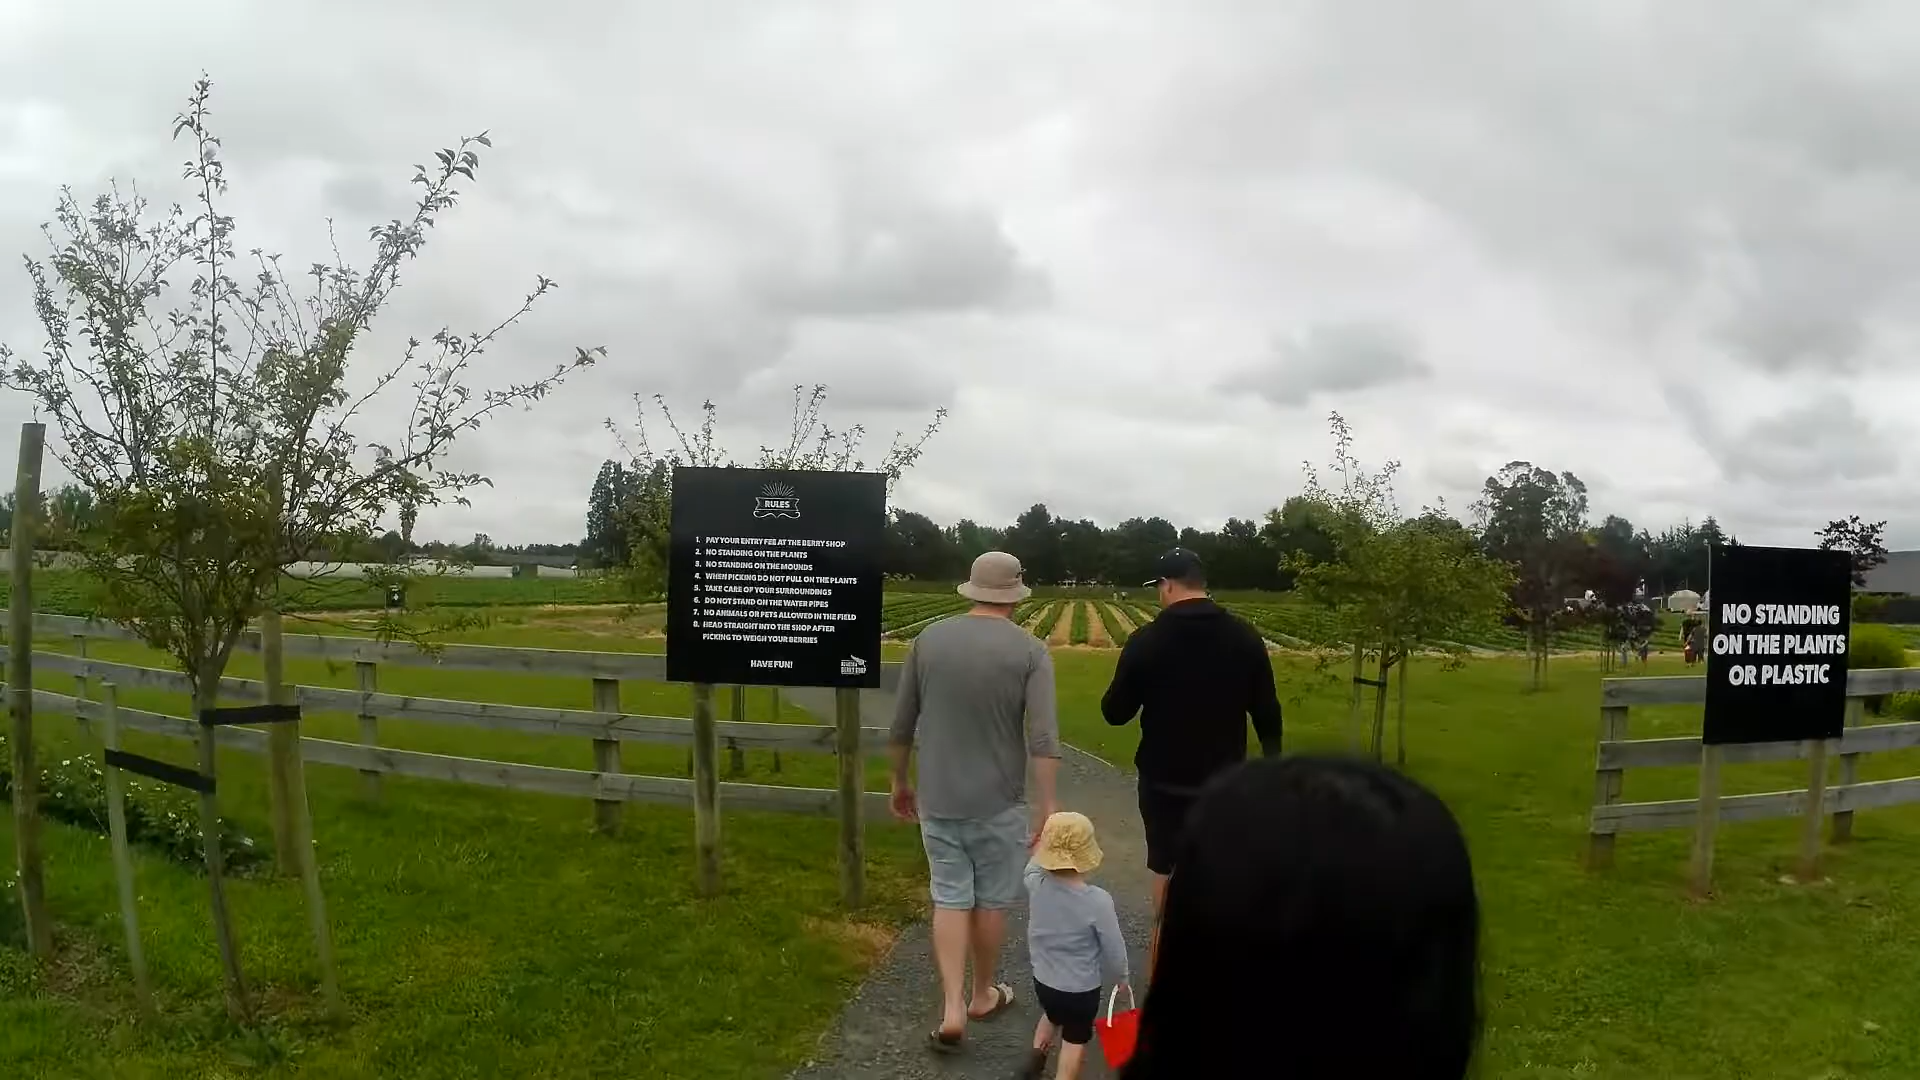 RULES
1. PAY YOUR ENTRY FEE AT THE BERRY SHOP
2. NO STANDING ON THE PLANTS
3. NO STANDING ON THE MOUNDS
4. WHEN PICKING DO NOT PULL ON THE PLANTS
5. TAKE CARE OF YOUR SURROUNDINGS
6. DO NOT STAND ON THE WATER PIPES
7. NO ANIMALS OR PETS ALLOWED IN THE FIELD
8. HEAD STRAIGHT INTO THE SHOP AFTER
PICKING TO WEIGH YOUR BERRIES
HAVE FUN!
BERRY SHOP
NO STANDING
ON THE PLANTS
OR PLASTIC